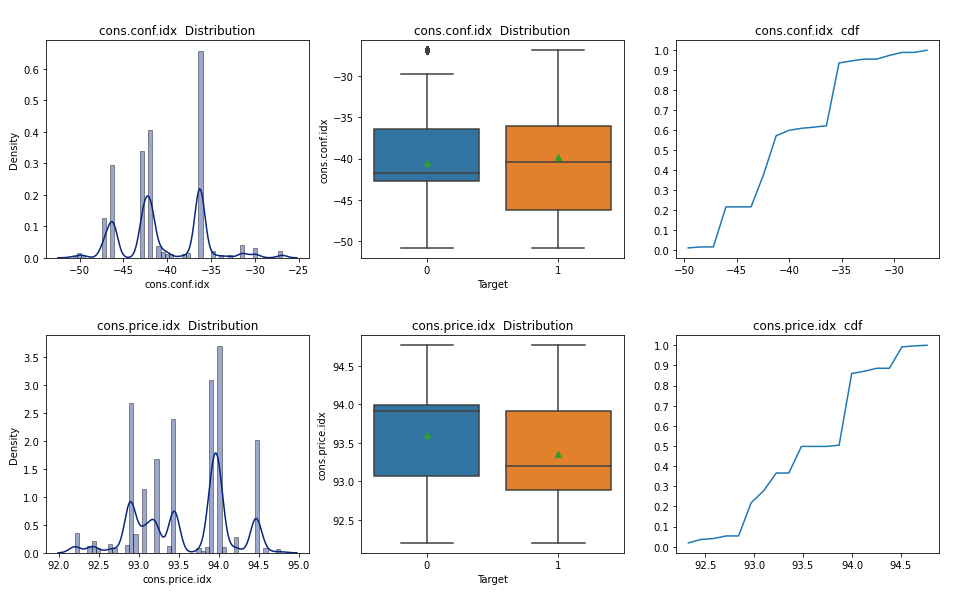 cons.conf.idx  Distribution
0.6
0.5
0.4
0.3
0.2
0.1
0.0
Density
−50 −45 −40 −35 −30 −25
cons.conf.idx
cons.conf.idx  Distribution
−30
−35
−40
−45
−50
cons.conf.idx
0 1
Target
cons.conf.idx  cdf
1.0
0.9
0.8
0.7
0.6
0.5
0.4
0.3
0.2
0.1
0.0
−50 −45 −40 −35 −30
cons.price.idx  Distribution
3.5
3.0
2.5
2.0
1.5
1.0
0.5
0.0
Density
92.0 92.5 93.0 93.5 94.0 94.5 95.0
cons.price.idx
cons.price.idx  Distribution
94.5
94.0
93.5
93.0
92.5
cons.price.idx
0 1
Target
cons.price.idx  cdf
1.0
0.9
0.8
0.7
0.6
0.5
0.4
0.3
0.2
0.1
0.0
92.5 93.0 93.5 94.0 94.5